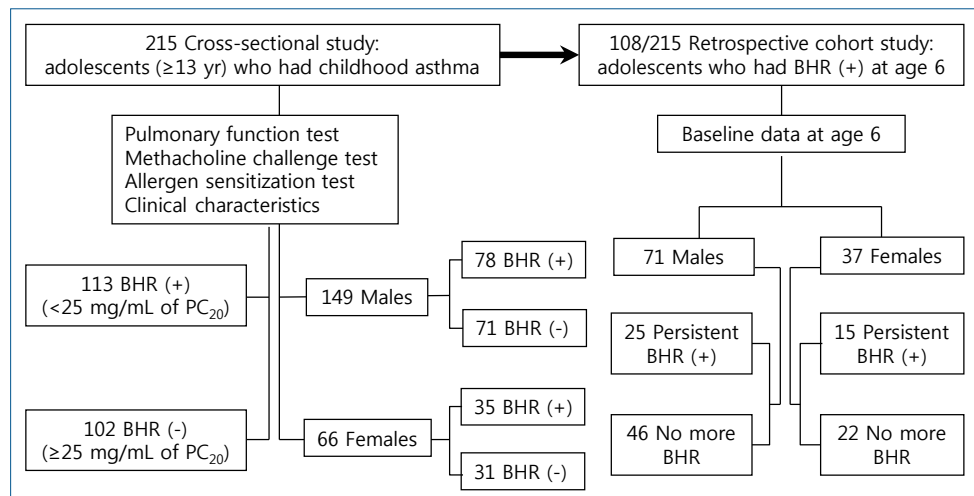 215 Cross-sectional study:
adolescents (≥13 yr) who had childhood asthma
108/215 Retrospective cohort study:
adolescents who had BHR (+) at age 6
Pulmonary function test
Methacholine challenge test
Allergen sensitization test
Clinical characteristics
Baseline data at age 6
113 BHR (+)
(<25 mg/mL of PC20)
102 BHR (-)
(≥25 mg/mL of PC20)
149 Males
78 BHR (+)
71 BHR (-)
66 Females
35 BHR (+)
31 BHR (-)
71 Males
37 Females
25 Persistent
BHR (+)
46 No more
BHR
15 Persistent
BHR (+)
22 No more
BHR